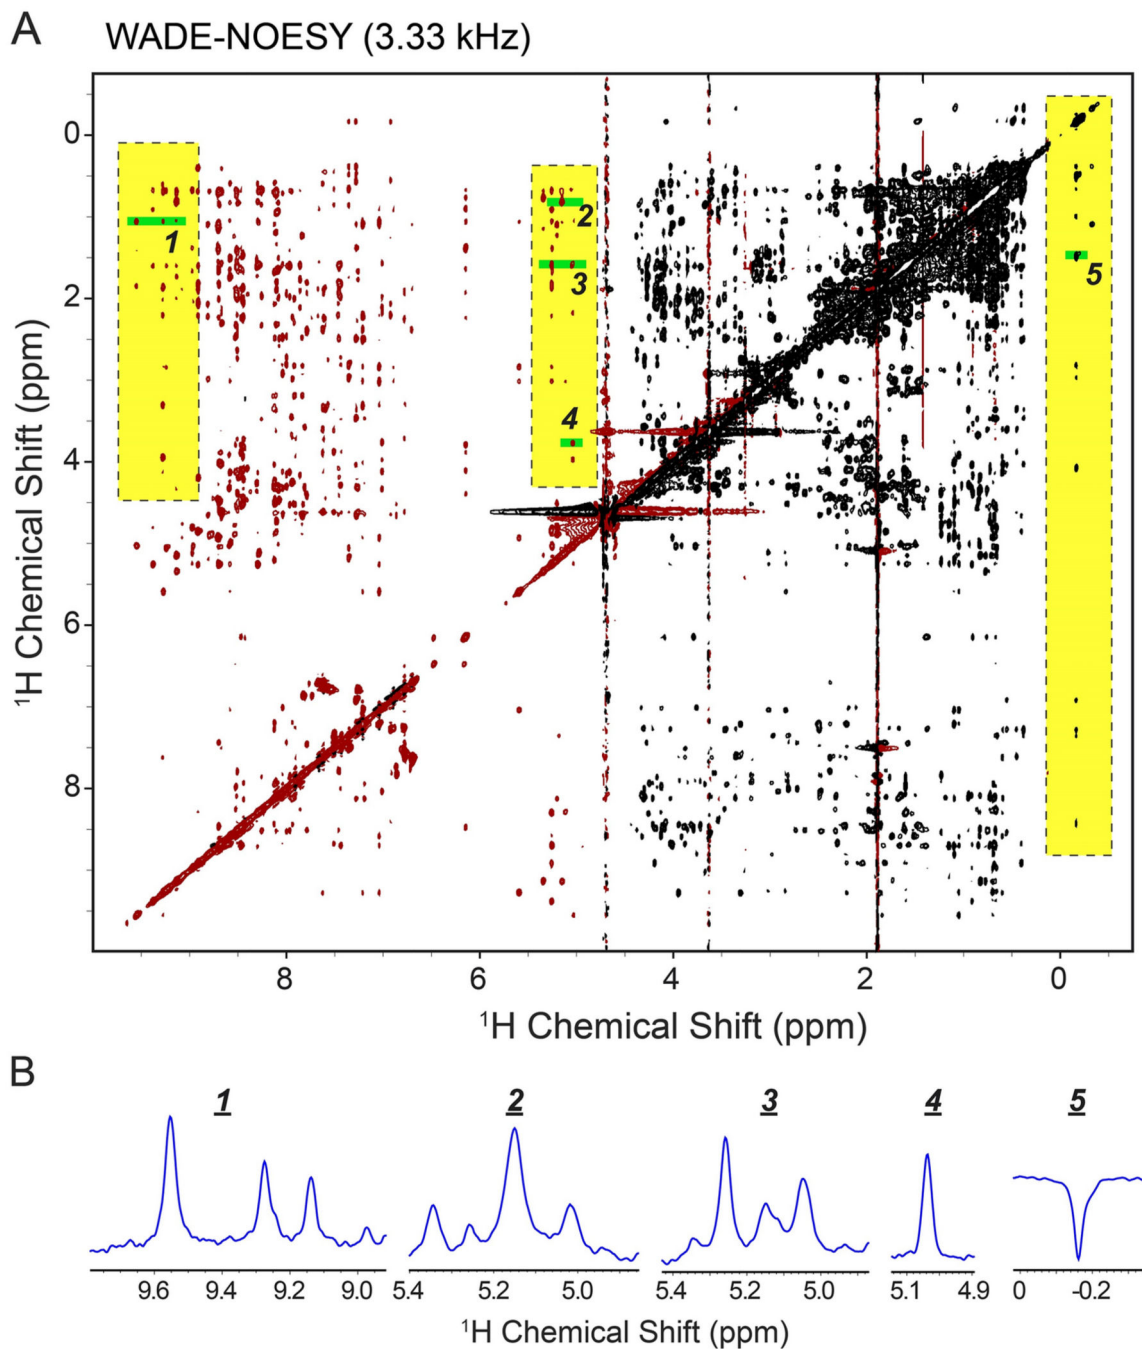 A
WADE-NOESY (3.33 kHz)
0
2
4
6
8
¹H Chemical Shift (ppm)
1
2
3
4
5
8 6 4 2 0
¹H Chemical Shift (ppm)
B
1 2 3 4 5
9.6 9.4 9.2 9.0 5.4 5.2 5.0 5.4 5.2 5.0 5.1 4.9 0 -0.2
¹H Chemical Shift (ppm)